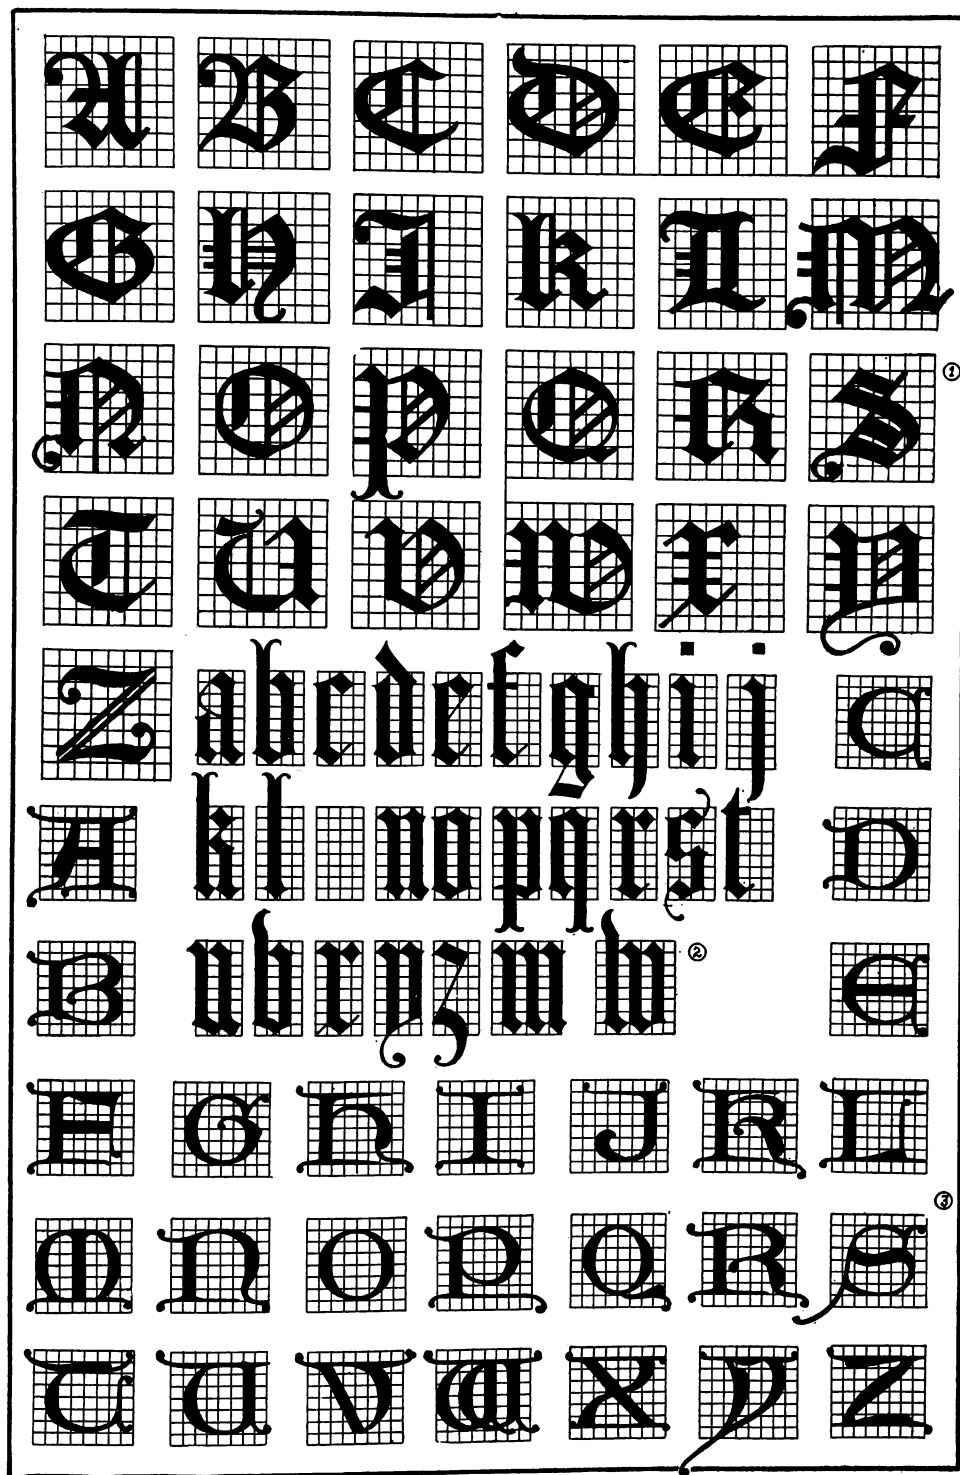 A B C D E F
G H I K L M
N O P Q R S ①
T U V W X Y
Z a b c d e f g h i j C
A k l n o p q r s t D
B u v x y z m w ② E
F G H I J K L
M N O P Q R S ③
T U V W X Y Z